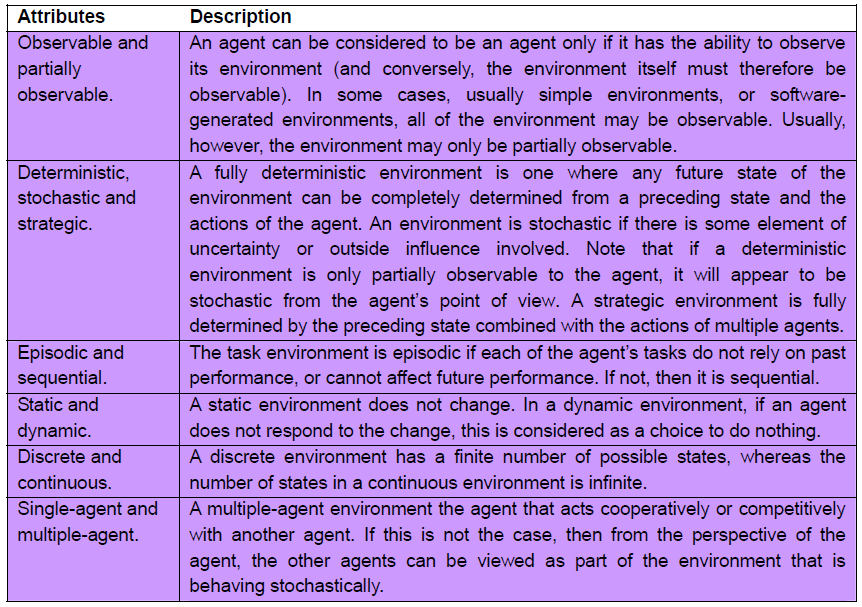 Attributes Description
Observable and An agent can be considered to be an agent only if it has the ability to observe
partially its environment (and conversely, the environment itself must therefore be
observable. observable). In some cases, usually simple environments, or software-
generated environments, all of the environment may be observable. Usually,
however, the environment may only be partially observable.
Deterministic, A fully deterministic environment is one where any future state of the
stochastic and environment can be completely determined from a preceding state and the
strategic. actions of the agent. An environment is stochastic if there is some element of
uncertainty or outside influence involved. Note that if a deterministic
environment is only partially observable to the agent, it will appear to be
stochastic from the agent's point of view. A strategic environment is fully
determined by the preceding state combined with the actions of multiple agents.
Episodic and The task environment is episodic if each of the agent's tasks do not rely on past
sequential. performance, or cannot affect future performance. If not, then it is sequential.
Static and A static environment does not change. In a dynamic environment, if an agent
dynamic. does not respond to the change, this is considered as a choice to do nothing.
Discrete and A discrete environment has a finite number of possible states, whereas the
continuous. number of states in a continuous environment is infinite.
Single-agent and A multiple-agent environment the agent that acts cooperatively or competitively
multiple-agent. with another agent. If this is not the case, then from the perspective of the
agent, the other agents can be viewed as part of the environment that is
behaving stochastically.